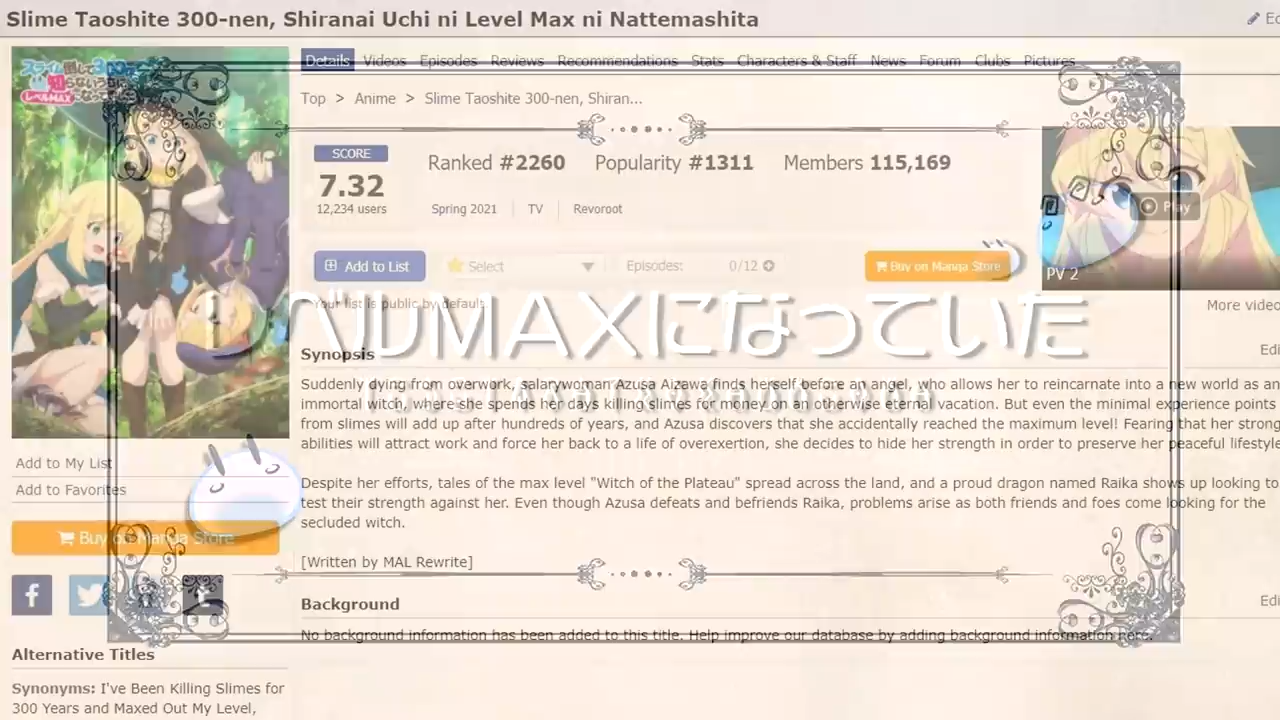 Slime Taoshite 300-nen, Shiranai Uchi ni Level Max ni Nattemashita
Details Videos Episodes Reviews Recommendations Stats Characters & Staff News Forum Clubs Pictures
Top > Anime > Slime Taoshite 300-nen, Shiran...
SCORE
7.32
12,234 users
Ranked #2260 Popularity #1311 Members 115,169
Spring 2021 TV Revoroot
Play
PV 2
Add to List
Select
Episodes: 0/12
Buy on Manga Store
Your list is public by default.
More video
ベルMAXになっていた
Edi
Synopsis
Suddenly dying from overwork, salarywoman Azusa Aizawa finds herself before an angel, who allows her to reincarnate into a new world as an
immortal witch, where she spends her days killing slimes for money on an otherwise eternal vacation. But even the minimal experience points
from slimes will add up after hundreds of years, and Azusa discovers that she accidentally reached the maximum level! Fearing that her strong
abilities will attract work and force her back to a life of overexertion, she decides to hide her strength in order to preserve her peaceful lifestyle
Despite her efforts, tales of the max level "Witch of the Plateau" spread across the land, and a proud dragon named Raika shows up looking to
test their strength against her. Even though Azusa defeats and befriends Raika, problems arise as both friends and foes come looking for the
secluded witch.
[Written by MAL Rewrite]
Background
Edi
No background information has been added to this title. Help improve our database by adding background information here.
Add to My List
Add to Favorites
Buy on Manga Store
Alternative Titles
Synonyms: I've Been Killing Slimes for
300 Years and Maxed Out My Level,